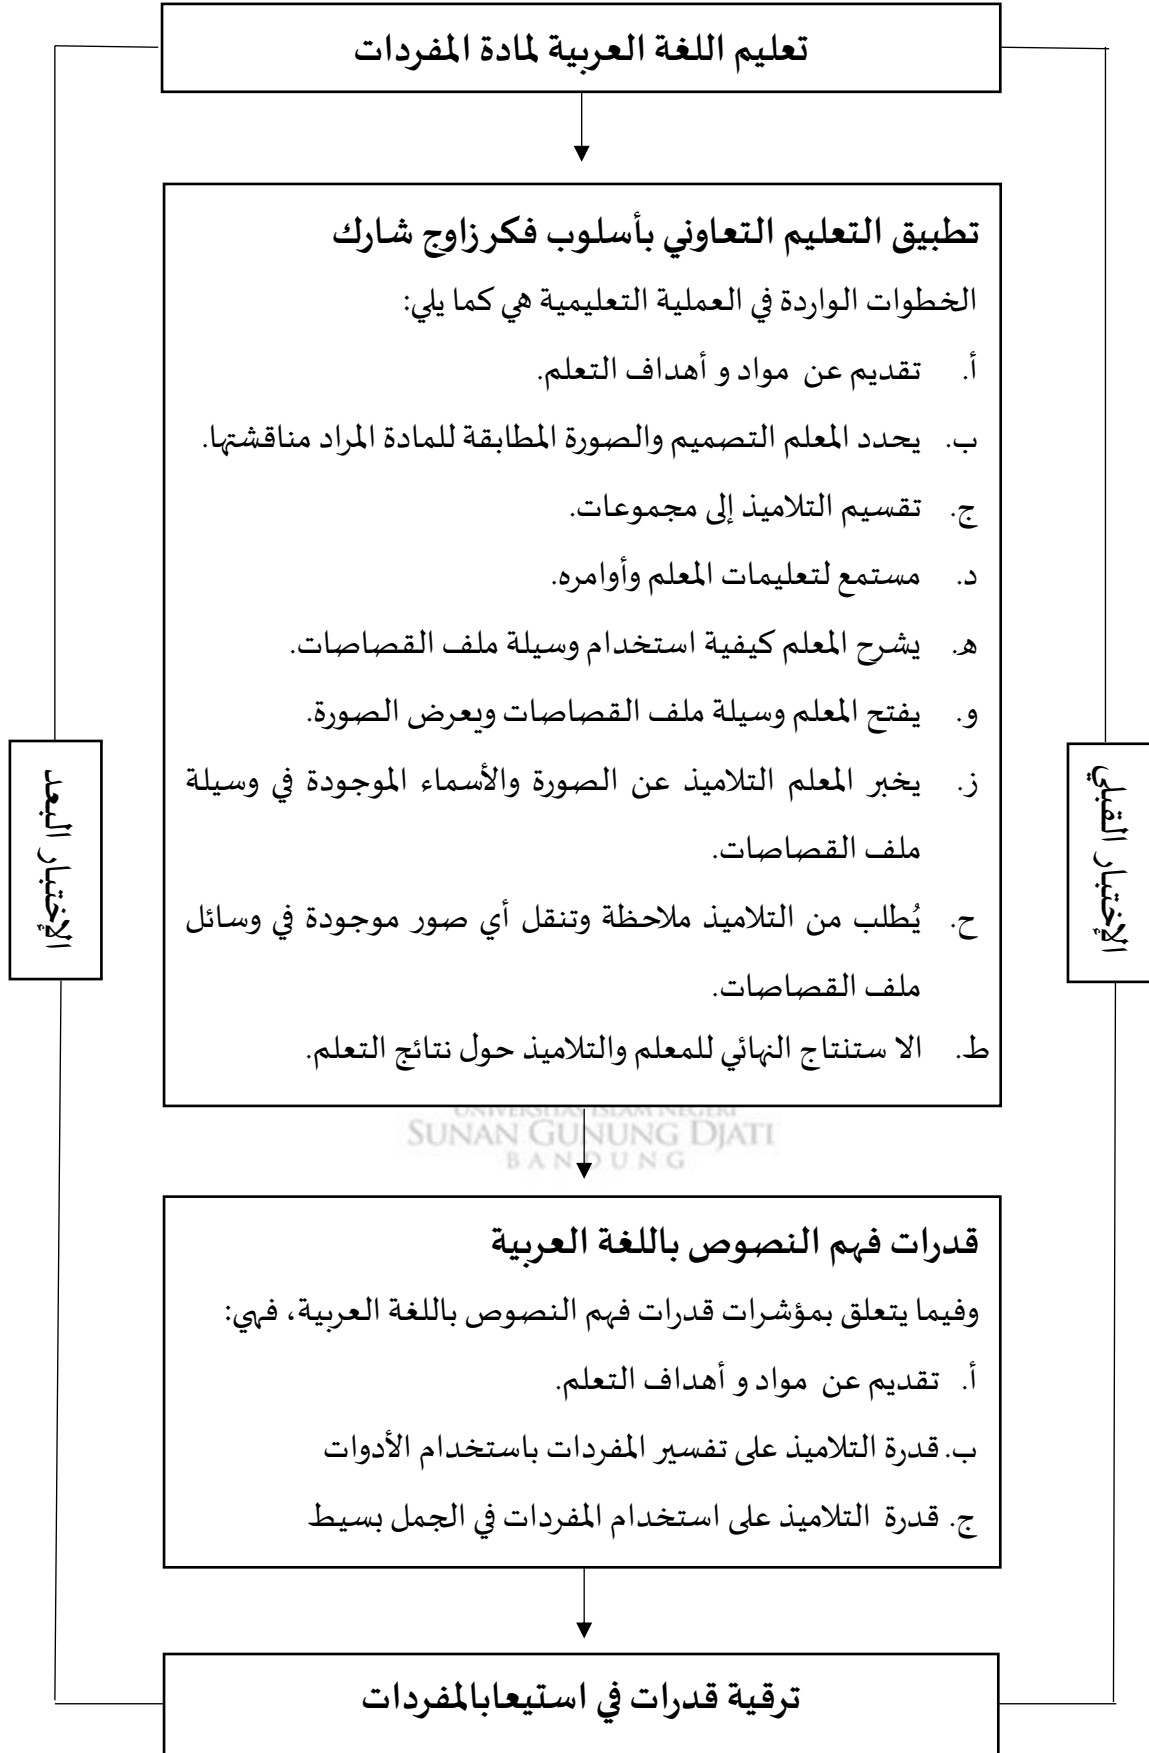 تعليم اللغة العربية لمادة المفردات
تطبيق التعليم التعاوني بأسلوب فكر زاوج شارك
الخطوات الواردة في العملية التعليمية هي كما يلي:
أ. تقديم عن مواد و أهداف التعلم.
ب. يحدد المعلم التصميم والصورة المطابقة للمادة المراد مناقشتها.
ج. تقسيم التلاميذ إلى مجموعات.
د. مستمع لتعليمات المعلم وأوامره.
ه. يشرح المعلم كيفية استخدام وسيلة ملف القصاصات.
و. يفتح المعلم وسيلة ملف القصاصات ويعرض الصورة.
ز. يخبر المعلم التلاميذ عن الصورة والأسماء الموجودة في وسيلة
ملف القصاصات.
ح. يُطلب من التلاميذ ملاحظة وتنقل أي صور موجودة في وسائل
ملف القصاصات.
ط. الا ستنتاج النهائي للمعلم والتلاميذ حول نتائج التعلم.
الإختبار القبلي
الإختبار البعد
UNIVERSITAS ISLAM NEGERI
SUNAN GUNUNG DJATI
BANDUNG
قدرات فهم النصوص باللغة العربية
وفيما يتعلق بمؤشرات قدرات فهم النصوص باللغة العربية، فهي:
أ. تقديم عن مواد و أهداف التعلم.
ب. قدرة التلاميذ على تفسير المفردات باستخدام الأدوات
ج. قدرة التلاميذ على استخدام المفردات في الجمل بسيط
ترقية قدرات في استيعابالمفردات